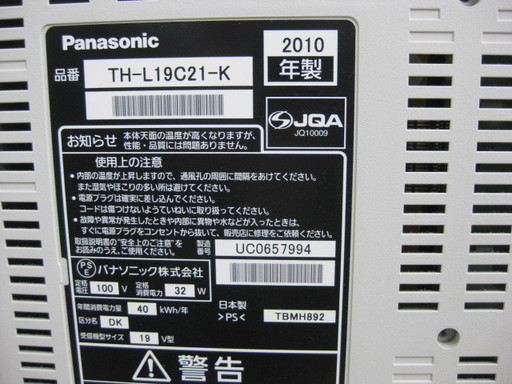 Panasonic
2010
年製
品番
TH-L19C21-K
JQA
JQ10009
お知らせ
本体天面の温度が高くなりますが、
性能・品質には問題ありません。
使用上の注意
•内部の温度が上昇しますので、通風孔の周囲に間隔をあけてください。
また湿気やほこりの多い所は避けてください。
•電源プラグは確実に差し込んでください。
コードは傷つけないようていねいに取り扱ってください。
•故障や異常が発生したときや内部に異物や水などが入ったときは、
すぐに電源プラグをコンセントから抜いて、販売店に修理をご依頼ください。
取扱説明書の“安全上のご注意”を
お読みのうえ、ご使用ください。
製造番号
UC0657994
PSE
パナソニック株式会社
定格電圧 100 V 定格消費電力 32 W
年間消費電力量 40 kWh/年
区分名 DK
受信機型サイズ 19 V型
日本製
>PS<
TBMH892
警告